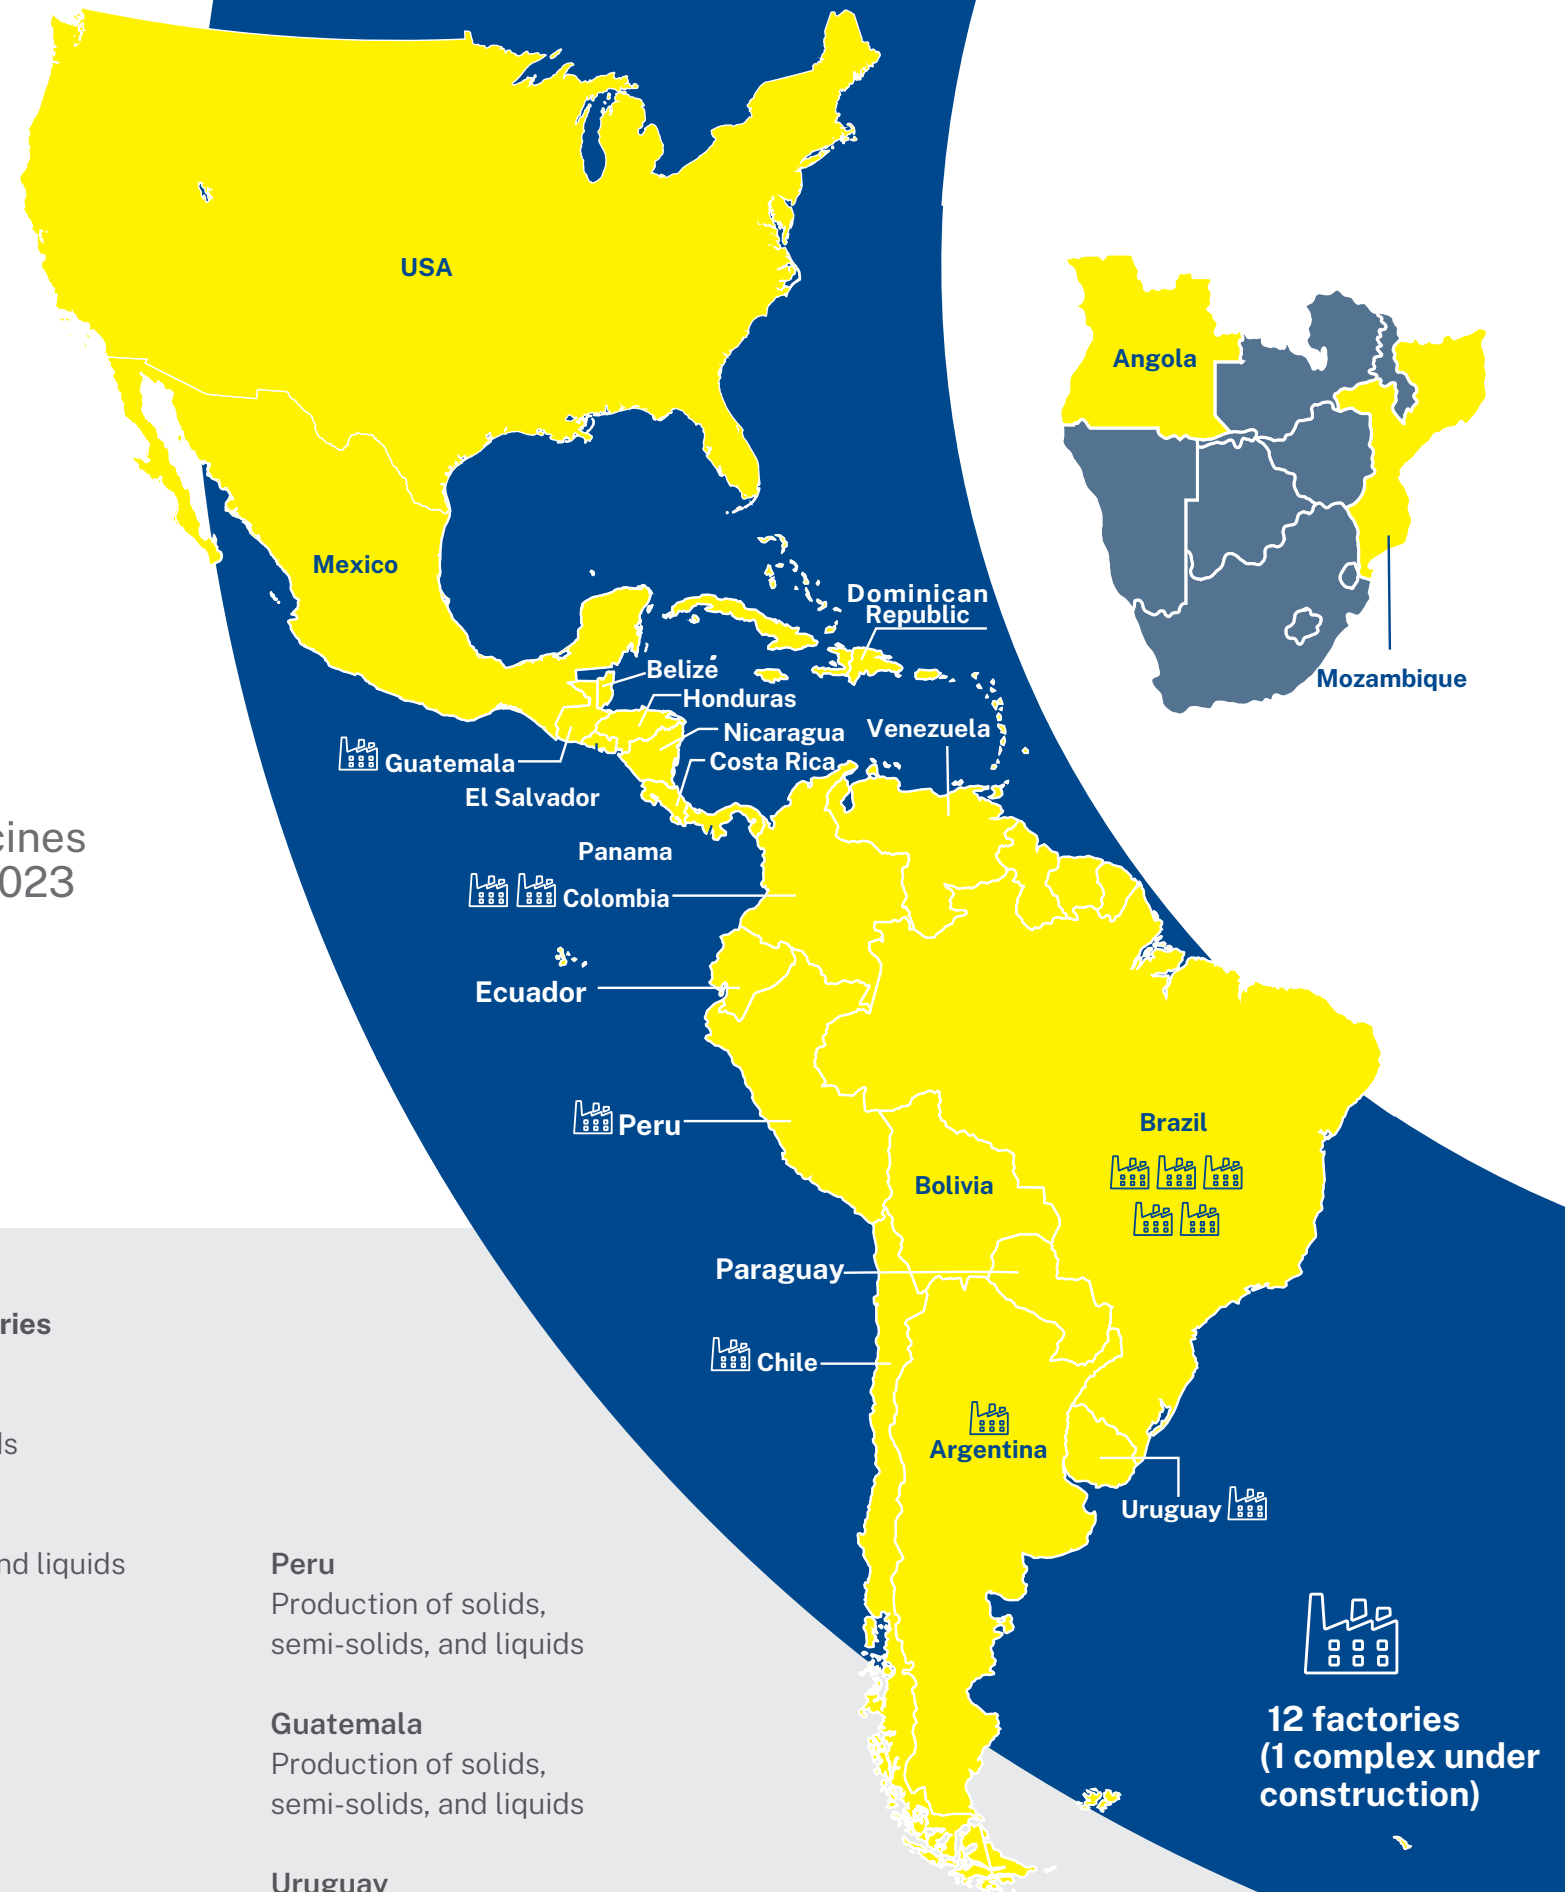 USA
Angola
Mexico
Dominican
Republic
Belize
Mozambique
Honduras
Nicaragua
Venezuela
Guatemala
Costa Rica
El Salvador
cines
023
Panama
Colombia
Ecuador
Peru
Brazil
Bolivia
Paraguay
ries
Chile
Argentina
ds
Uruguay
nd liquids
Peru
Production of solids,
semi-solids, and liquids
Guatemala
Production of solids,
semi-solids, and liquids
Uruguay
12 factories
(1 complex under
construction)